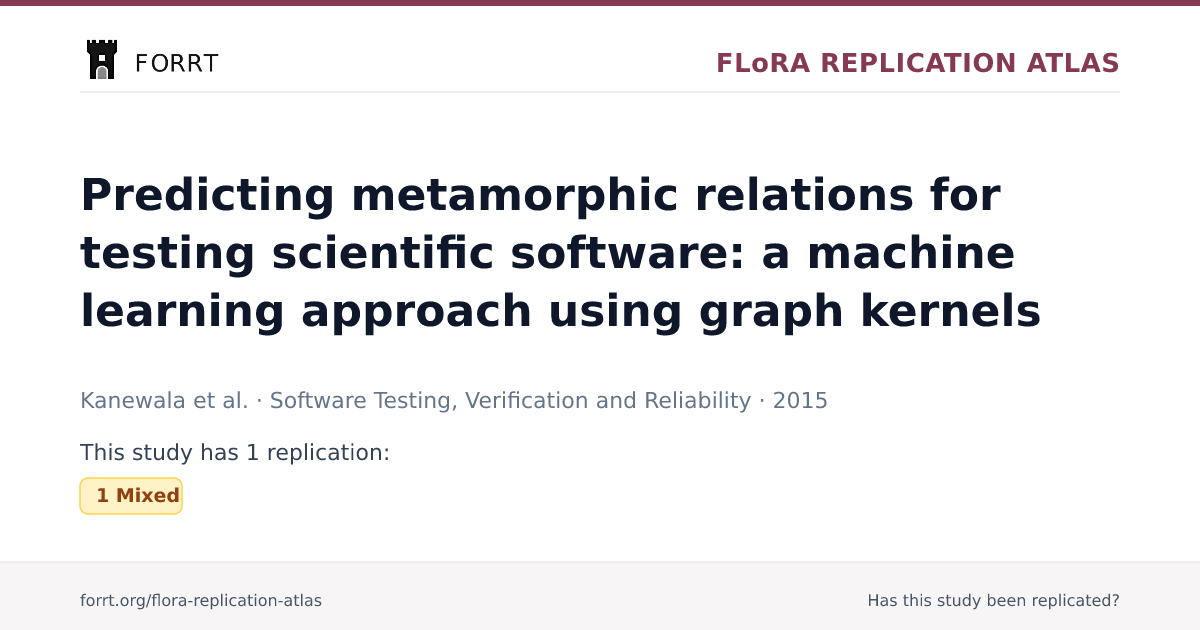 FORRT
FLoRA REPLICATION ATLAS
Predicting metamorphic relations for
testing scientific software: a machine
learning approach using graph kernels
Kanewala et al. · Software Testing, Verification and Reliability · 2015
This study has 1 replication:
1 Mixed
forrt.org/flora-replication-atlas
Has this study been replicated?